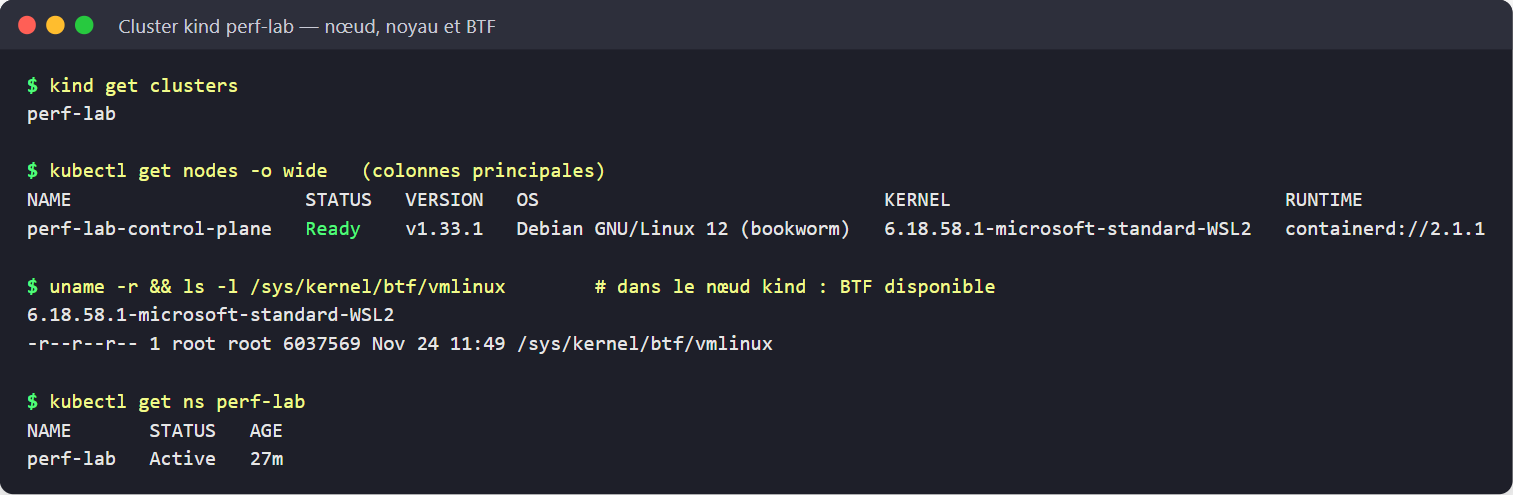 Cluster kind perf-lab — nœud, noyau et BTF
$ kind get clusters
perf-lab
$ kubectl get nodes -o wide   (colonnes principales)
NAME                     STATUS   VERSION   OS                               KERNEL                              RUNTIME
perf-lab-control-plane   Ready    v1.33.1   Debian GNU/Linux 12 (bookworm)   6.18.58.1-microsoft-standard-WSL2   containerd://2.1.1
$ uname -r && ls -l /sys/kernel/btf/vmlinux        # dans le nœud kind : BTF disponible
6.18.58.1-microsoft-standard-WSL2
-r--r--r-- 1 root root 6037569 Nov 24 11:49 /sys/kernel/btf/vmlinux
$ kubectl get ns perf-lab
NAME       STATUS   AGE
perf-lab   Active   27m